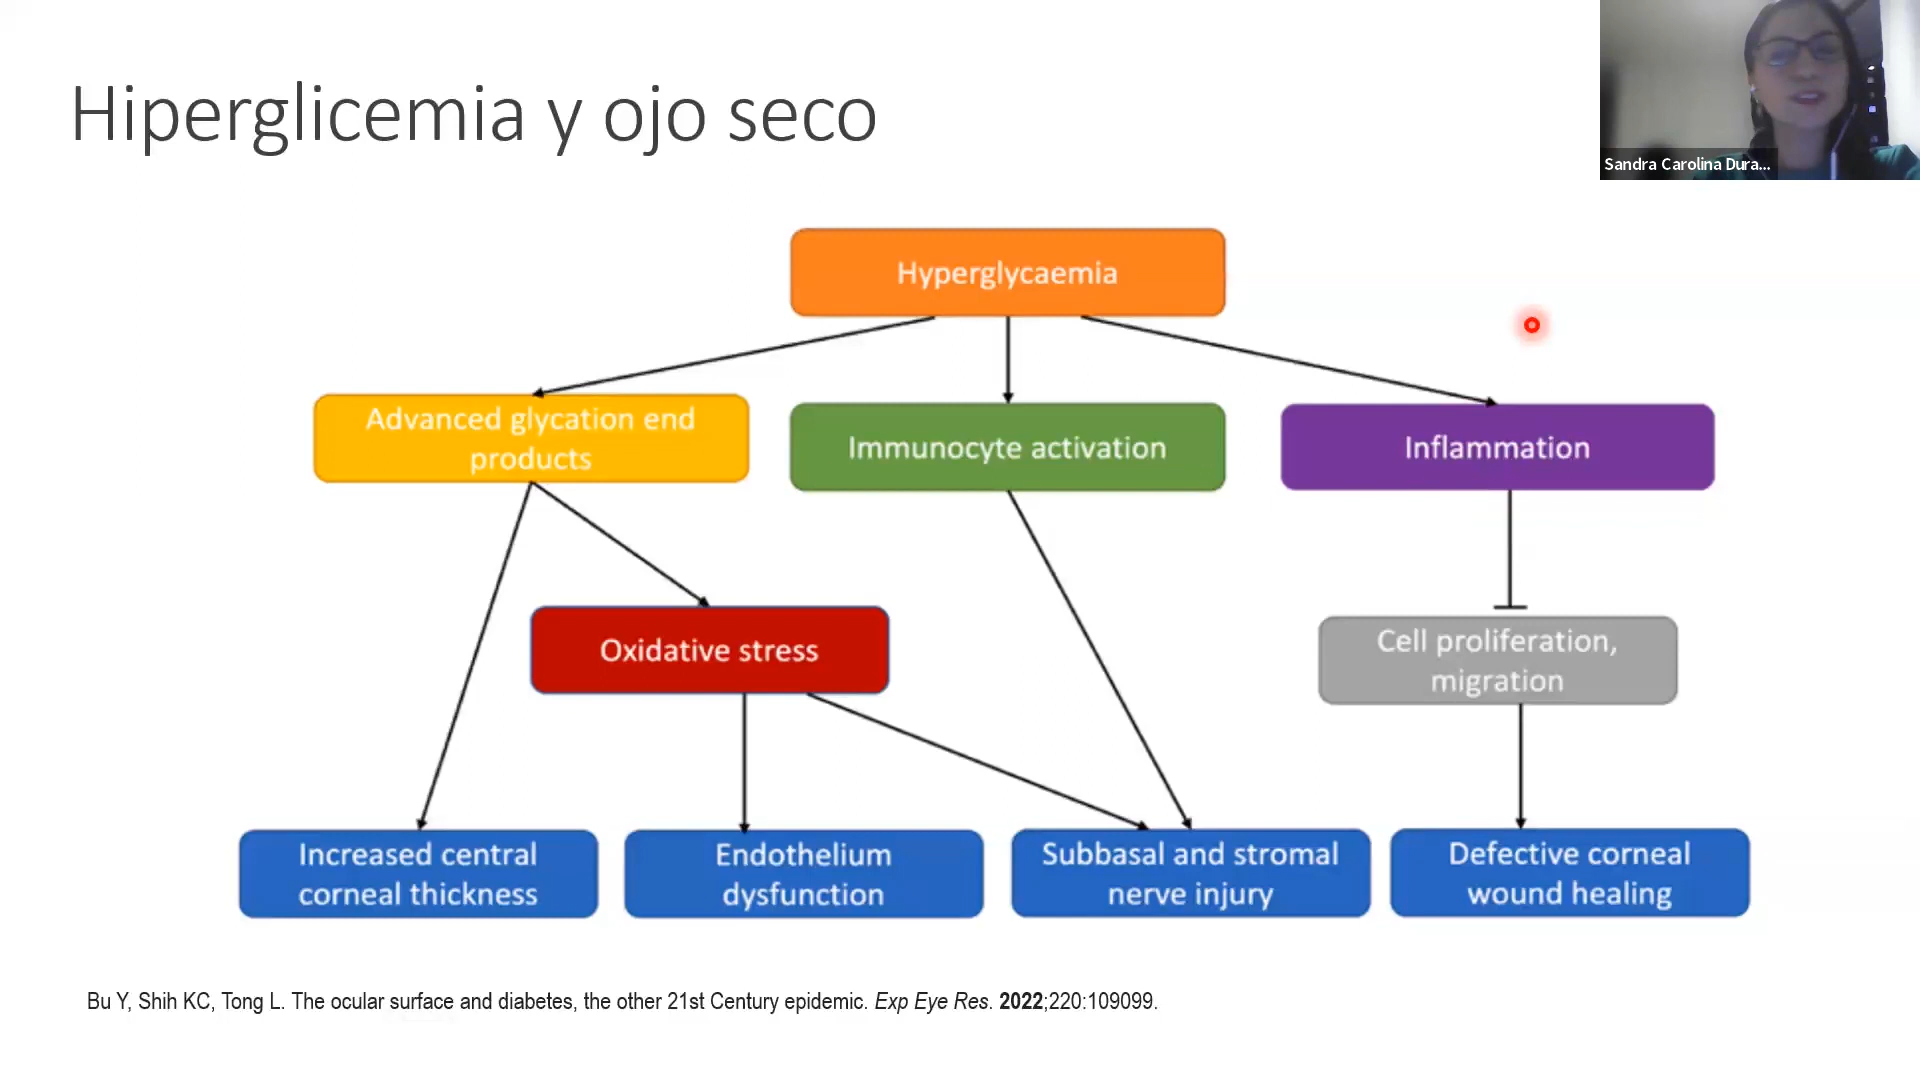 Hiperglicemia y ojo seco
Sandra Carolina Dura...
Hyperglycaemia
Advanced glycation end
products
Immunocyte activation
Inflammation
Oxidative stress
Cell proliferation,
migration
Increased central
corneal thickness
Endothelium
dysfunction
Subbasal and stromal
nerve injury
Defective corneal
wound healing
Bu Y, Shih KC, Tong L. The ocular surface and diabetes, the other 21st Century epidemic. Exp Eye Res. 2022;220:109099.